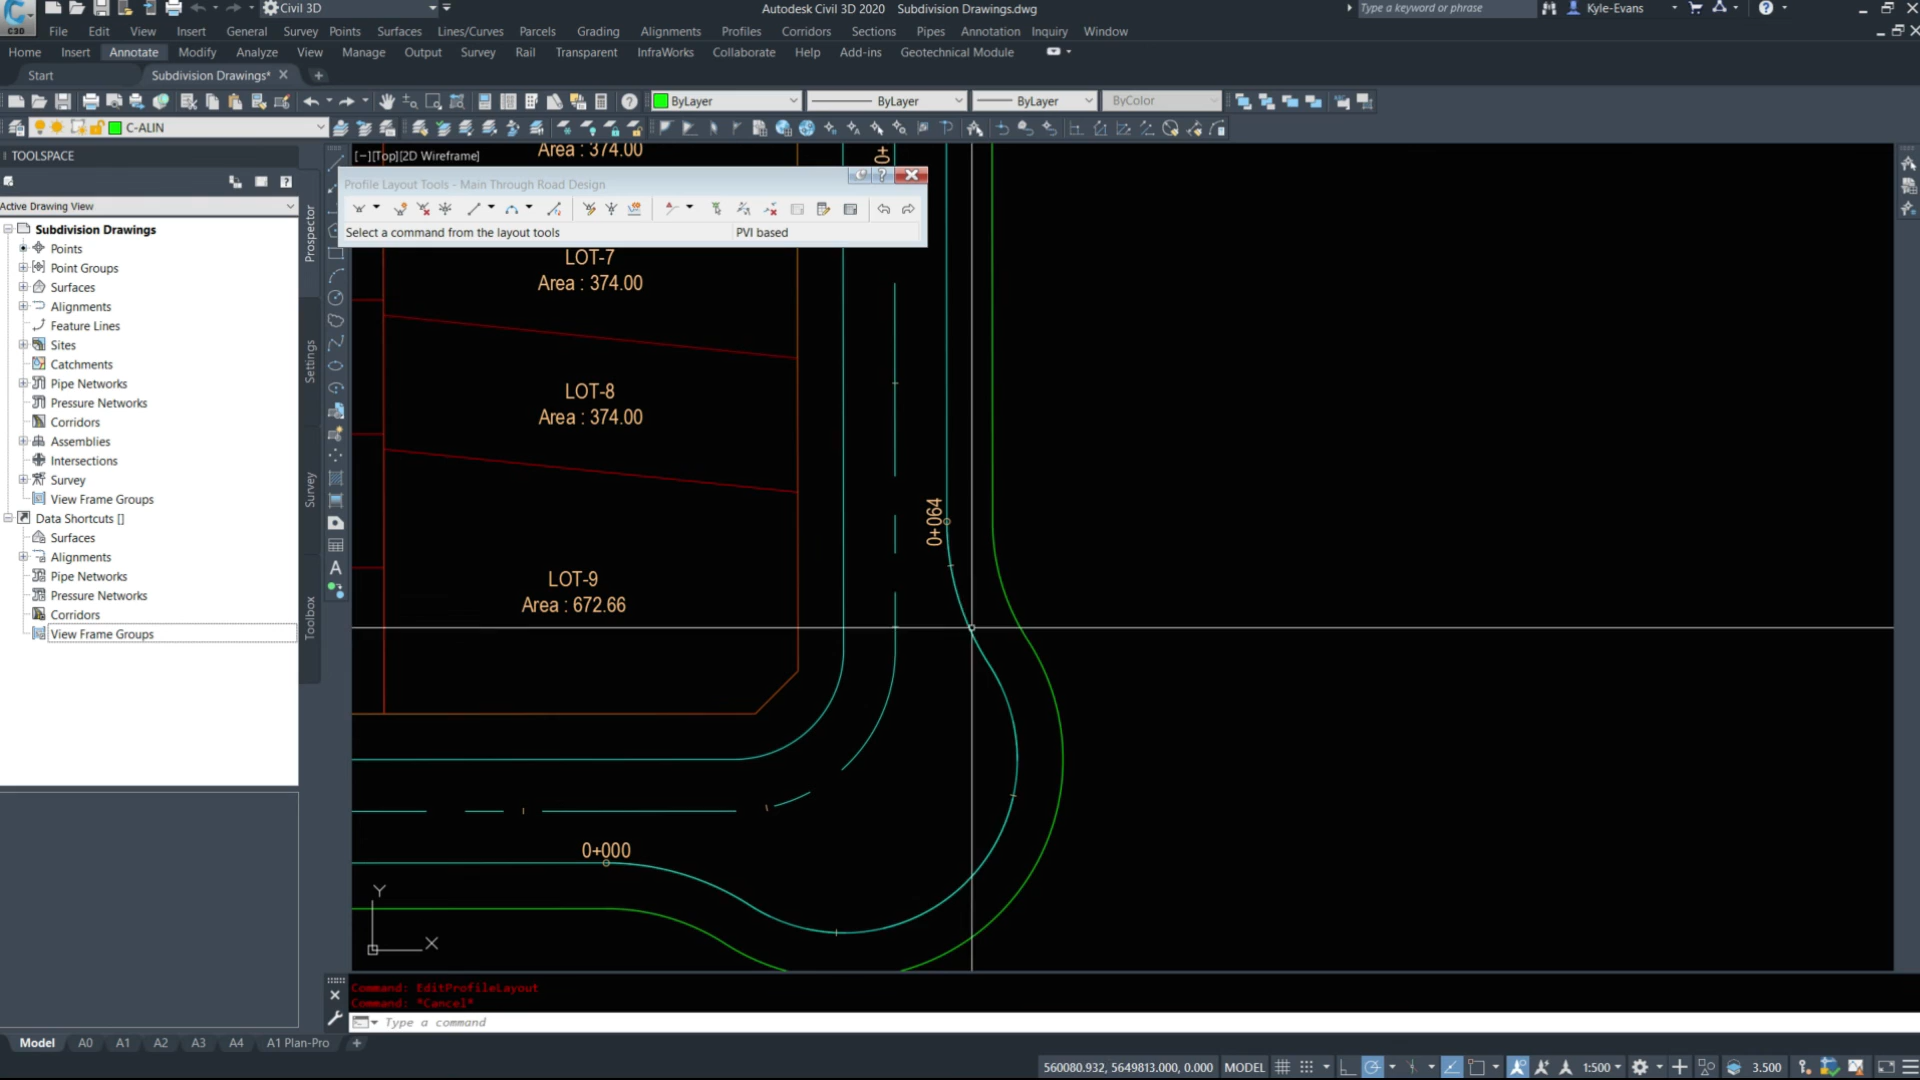 Civil 3D
Autodesk Civil 3D 2020 Subdivision Drawings.dwg
Type a keyword or phrase
Kyle-Evans
C3D
File Edit View Insert General Survey Points Surfaces Lines/Curves Parcels Grading Alignments Profiles Corridors Sections Pipes Annotation Inquiry Window
Home Insert Annotate Modify Analyze View Manage Output Survey Rail Transparent InfraWorks Collaborate Help Add-ins Geotechnical Module
Start
Subdivision Drawings*
ByLayer
ByLayer
ByLayer
ByColor
C-ALIN
TOOLSPACE
Active Drawing View
Subdivision Drawings
Points
Point Groups
Surfaces
Alignments
Feature Lines
Sites
Catchments
Pipe Networks
Pressure Networks
Corridors
Assemblies
Intersections
Survey
View Frame Groups
Data Shortcuts []
Surfaces
Alignments
Pipe Networks
Pressure Networks
Corridors
View Frame Groups
Prospector
Settings
Survey
Toolbox
[−][Top][2D Wireframe]
Area : 374.00
0+
Profile Layout Tools - Main Through Road Design
Select a command from the layout tools
PVI based
LOT-7
Area : 374.00
LOT-8
Area : 374.00
LOT-9
Area : 672.66
0+064
0+000
Y
X
Command: EditProfileLayout
Command: *Cancel*
Type a command
Model A0 A1 A2 A3 A4 A1 Plan-Pro
560080.932, 5649813.000, 0.000 MODEL 1:500 3.500